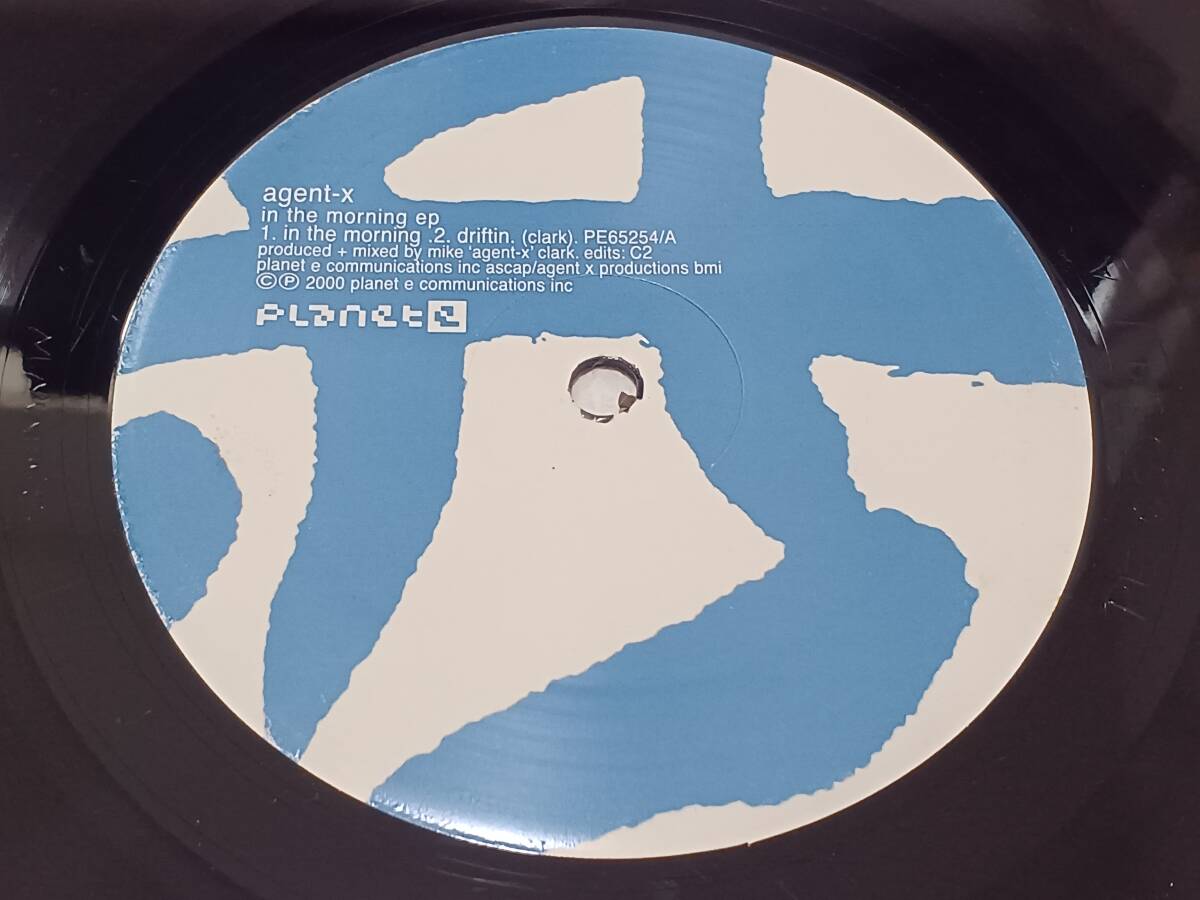 agent-x
in the morning ep
1. in the morning .2. driftin. (clark). PE65254/A
produced + mixed by mike 'agent-x' clark. edits: C2
planet e communications inc ascap/agent x productions bmi
©℗ 2000 planet e communications inc
planet e